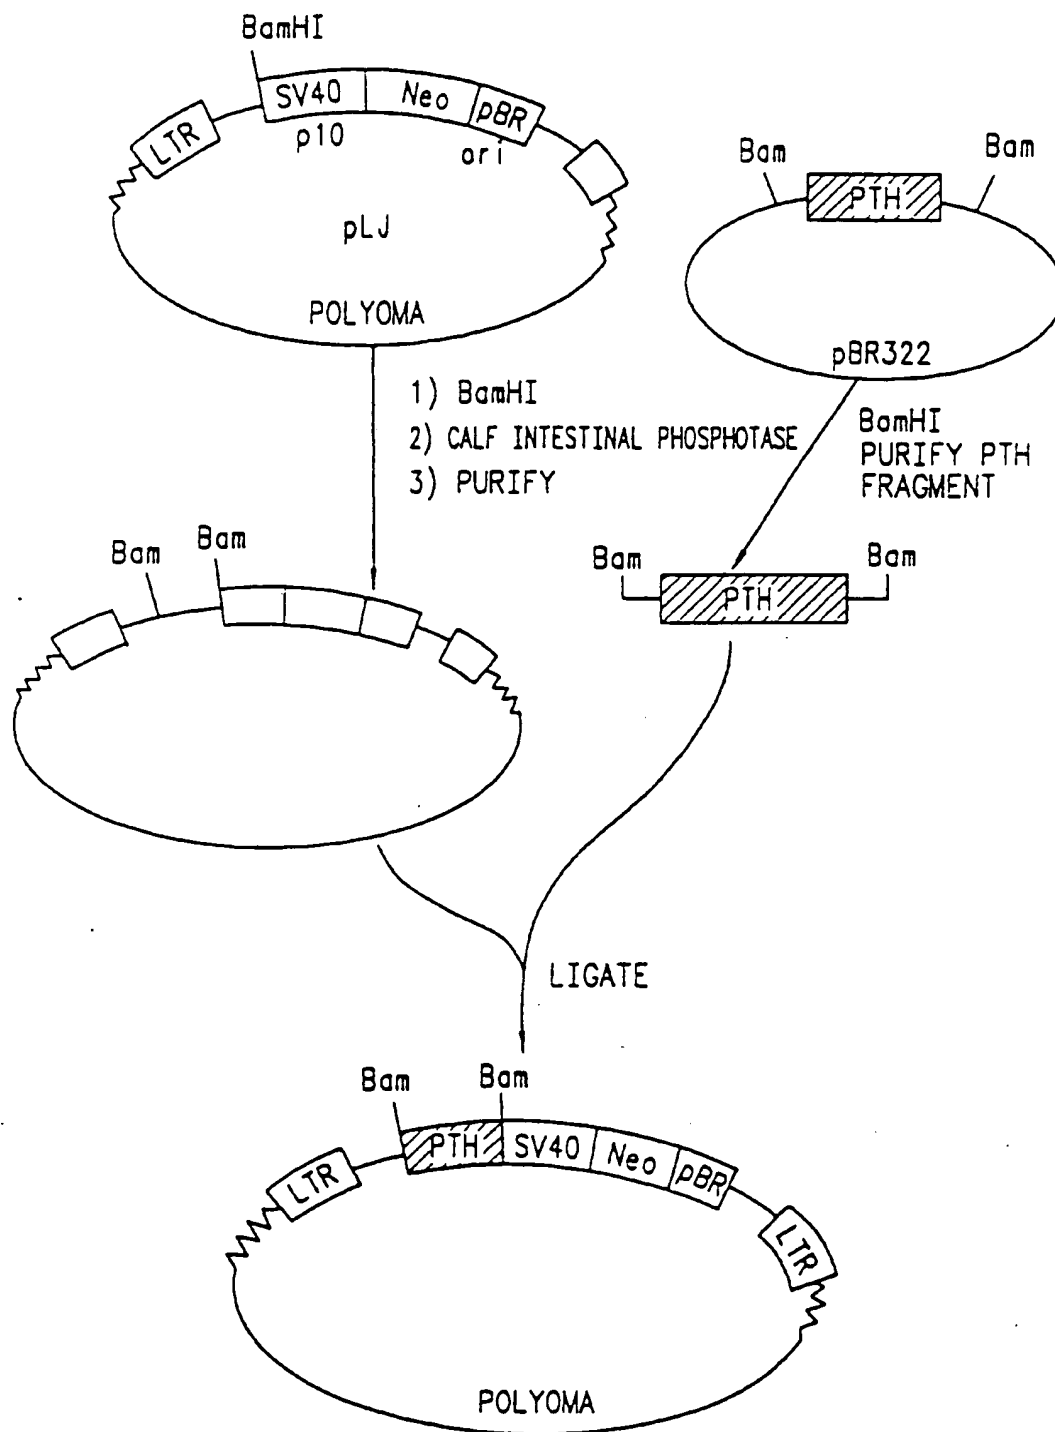 BamHI
SV40
Neo
pBR
LTR
p10
ori
pLJ
POLYOMA
Bam
Bam
PTH
pBR322
1) BamHI
2) CALF INTESTINAL PHOSPHOTASE
3) PURIFY
BamHI
PURIFY PTH
FRAGMENT
Bam
Bam
Bam
Bam
PTH
LIGATE
Bam
Bam
PTH
SV40
Neo
pBR
LTR
LTR
POLYOMA